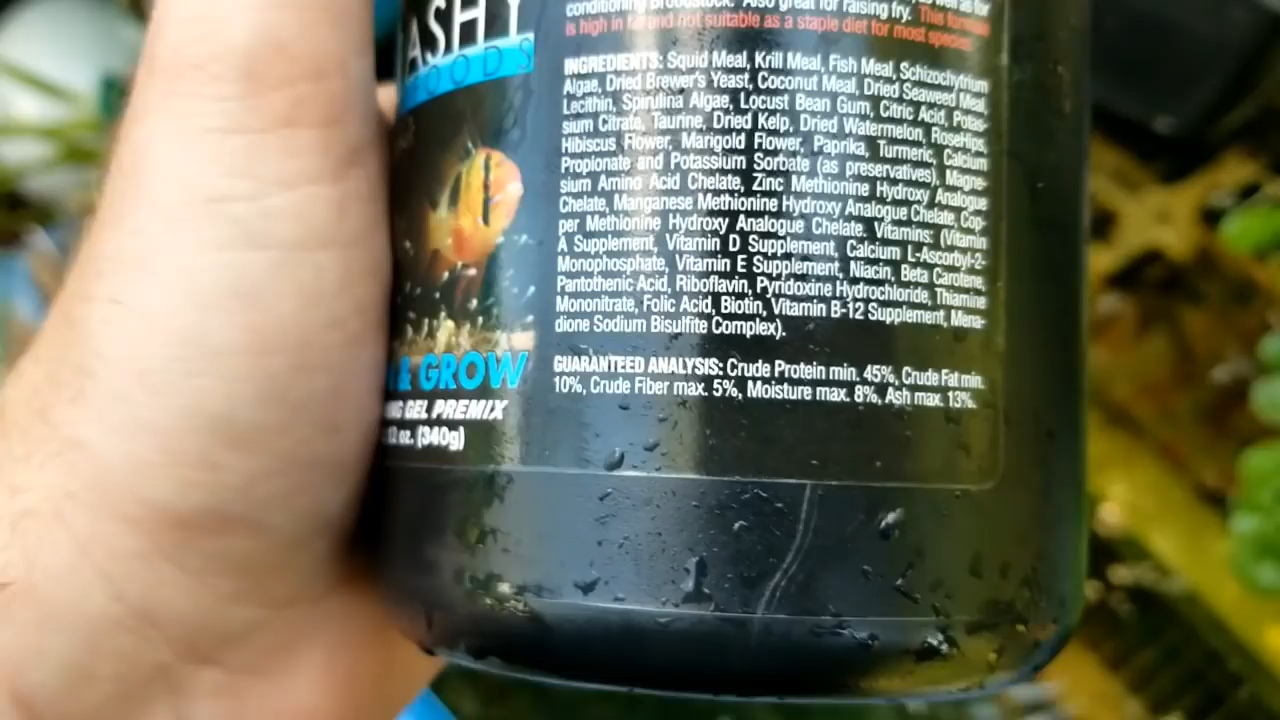 ASHY
FOODS
& GROW
GEL PREMIX
12 oz. (340g)
conditioning broodstock. Also great for raising fry. This formula
is high in fat and not suitable as a staple diet for most species.
INGREDIENTS: Squid Meal, Krill Meal, Fish Meal, Schizochytrium
Algae, Dried Brewer's Yeast, Coconut Meal, Dried Seaweed Meal,
Lecithin, Spirulina Algae, Locust Bean Gum, Citric Acid, Potas-
sium Citrate, Taurine, Dried Kelp, Dried Watermelon, RoseHips,
Hibiscus Flower, Marigold Flower, Paprika, Turmeric, Calcium
Propionate and Potassium Sorbate (as preservatives), Magne-
sium Amino Acid Chelate, Zinc Methionine Hydroxy Analogue
Chelate, Manganese Methionine Hydroxy Analogue Chelate, Cop-
per Methionine Hydroxy Analogue Chelate. Vitamins: (Vitamin
A Supplement, Vitamin D Supplement, Calcium L-Ascorbyl-2-
Monophosphate, Vitamin E Supplement, Niacin, Beta Carotene,
Pantothenic Acid, Riboflavin, Pyridoxine Hydrochloride, Thiamine
Mononitrate, Folic Acid, Biotin, Vitamin B-12 Supplement, Mena-
dione Sodium Bisulfite Complex).
GUARANTEED ANALYSIS: Crude Protein min. 45%, Crude Fat min.
10%, Crude Fiber max. 5%, Moisture max. 8%, Ash max. 13%.